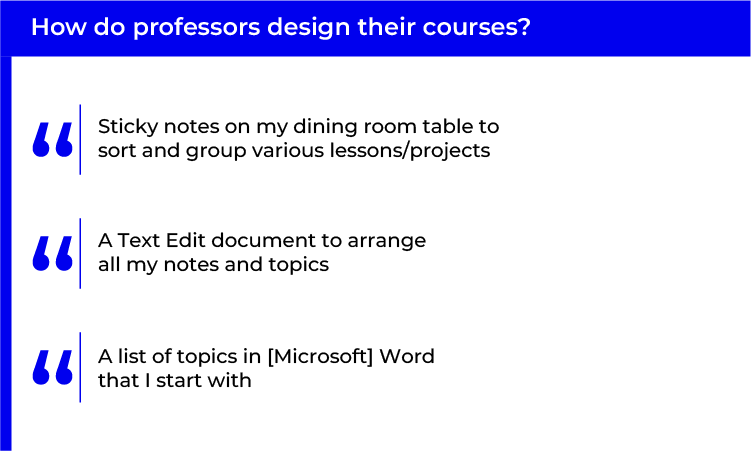 How do professors design their courses?
“
Sticky notes on my dining room table to
sort and group various lessons/projects
“
A Text Edit document to arrange
all my notes and topics
“
A list of topics in [Microsoft] Word
that I start with